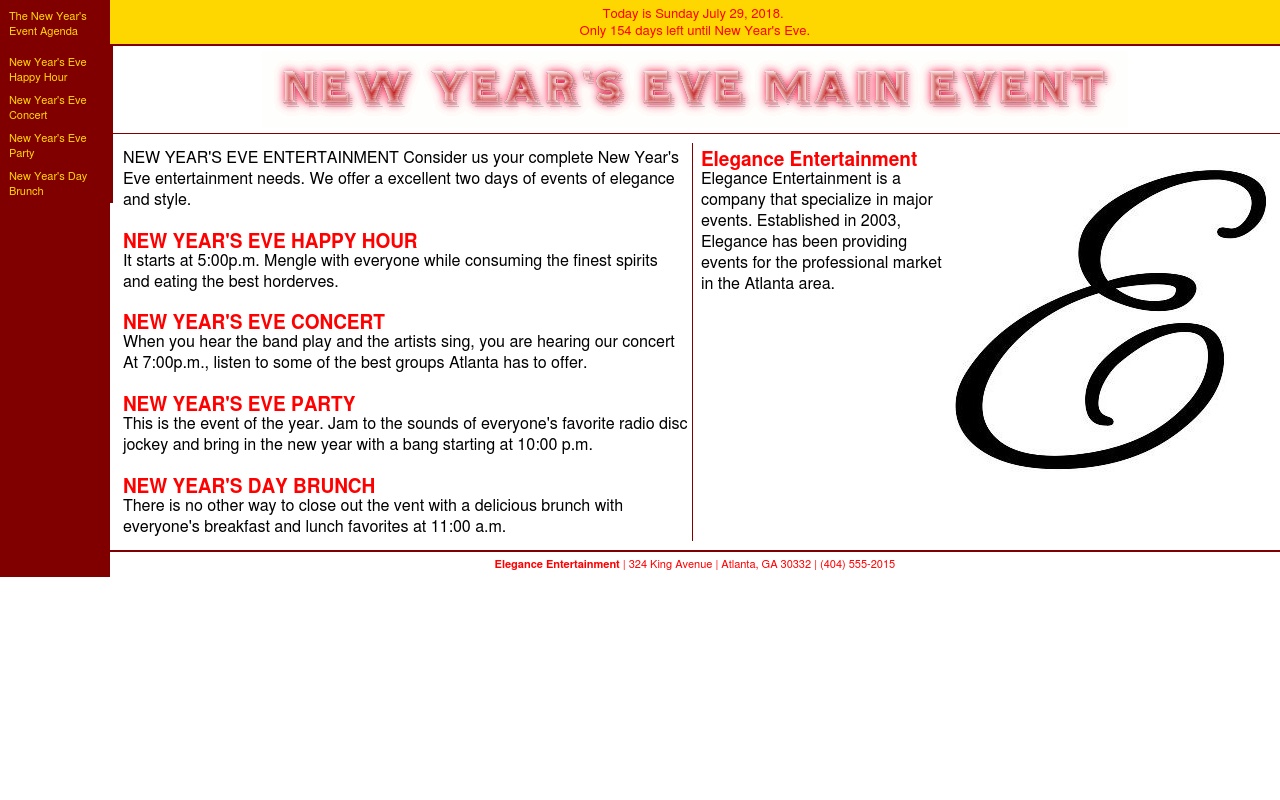 The New Year's
Event Agenda
New Year's Eve
Happy Hour
New Year's Eve
Concert
New Year's Eve
Party
New Year's Day
Brunch
Today is Sunday July 29, 2018.
Only 154 days left until New Year's Eve.
NEW YEAR'S EVE MAIN EVENT
NEW YEAR'S EVE ENTERTAINMENT Consider us your complete New Year's
Eve entertainment needs. We offer a excellent two days of events of elegance
and style.
NEW YEAR'S EVE HAPPY HOUR
It starts at 5:00p.m. Mengle with everyone while consuming the finest spirits
and eating the best horderves.
NEW YEAR'S EVE CONCERT
When you hear the band play and the artists sing, you are hearing our concert
At 7:00p.m., listen to some of the best groups Atlanta has to offer.
NEW YEAR'S EVE PARTY
This is the event of the year. Jam to the sounds of everyone's favorite radio disc
jockey and bring in the new year with a bang starting at 10:00 p.m.
NEW YEAR'S DAY BRUNCH
There is no other way to close out the vent with a delicious brunch with
everyone's breakfast and lunch favorites at 11:00 a.m.
Elegance Entertainment
Elegance Entertainment is a
company that specialize in major
events. Established in 2003,
Elegance has been providing
events for the professional market
in the Atlanta area.
E
Elegance Entertainment | 324 King Avenue | Atlanta, GA 30332 | (404) 555-2015